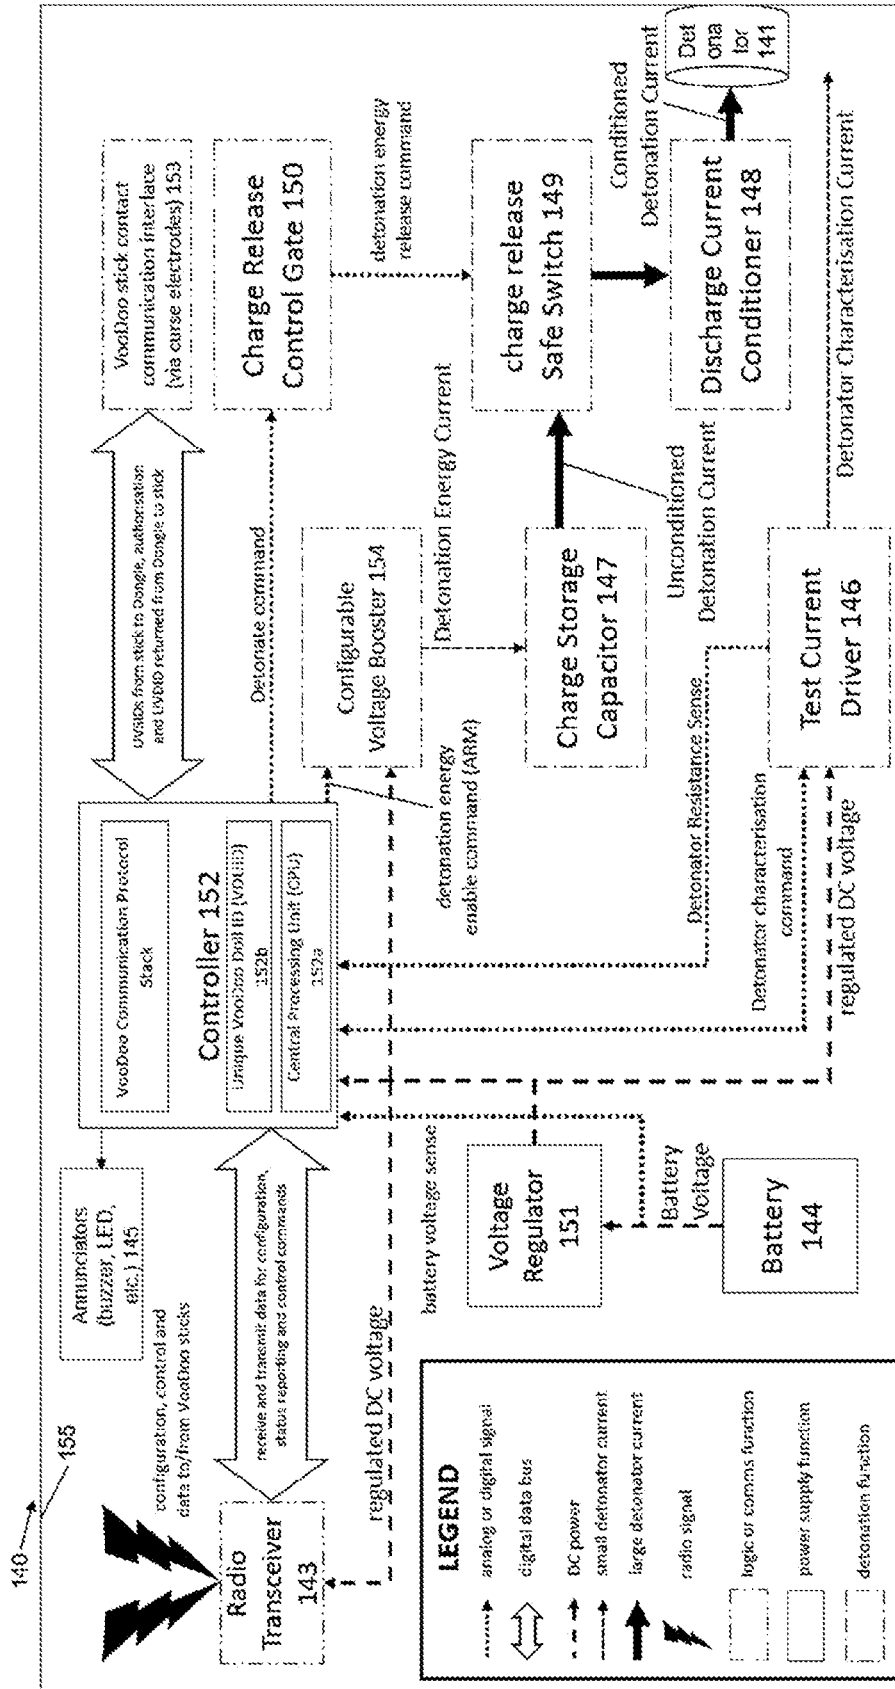 140
155
Radio
Transceiver
143
configuration, control and
data to/from VooDoo sticks
Annunciators
(buzzer, LED,
etc.) 145
receive and transmit data for configuration,
status reporting and control commands
regulated DC voltage
VooDoo Communication Protocol
Stack
Controller 152
Unique VooDoo Doll ID (VDUID)
152b
Central Processing Unit (CPU)
152a
UVSIDs from stick to Dongle, authorisation
and UVDID returned from Dongle to stick
VooDoo stick contact
communication interface
(via curse electrodes) 153
Detonate command
Charge Release
Control Gate 150
detonation energy
release command
Configurable
Voltage Booster 154
detonation energy
enable command (ARM)
Detonation Energy Current
Charge Storage
Capacitor 147
Unconditioned
Detonation Current
charge release
Safe Switch 149
Discharge Current
Conditioner 148
Conditioned
Detonation Current
Det
ona
tor
141
battery voltage sense
Voltage
Regulator
151
Battery
Voltage
Battery
144
Detonator Resistance Sense
Detonator characterisation
command
regulated DC voltage
Test Current
Driver 146
Detonator Characterisation Current
LEGEND
analog or digital signal
digital data bus
DC power
small detonator current
large detonator current
radio signal
logic or comms function
power supply function
detonation function